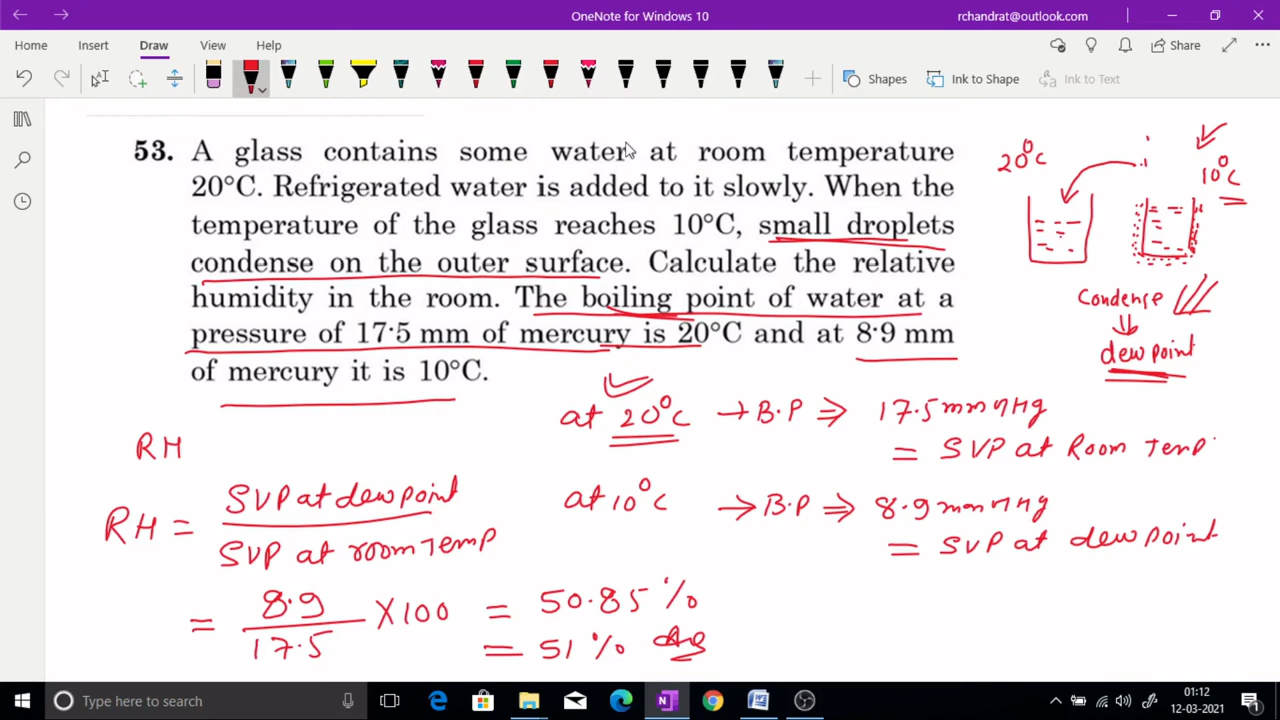 OneNote for Windows 10
rchandrat@outlook.com
Home Insert Draw View Help
Share
Shapes Ink to Shape Ink to Text
53. A glass contains some water at room temperature
20°C. Refrigerated water is added to it slowly. When the
temperature of the glass reaches 10°C, small droplets
condense on the outer surface. Calculate the relative
humidity in the room. The boiling point of water at a
pressure of 17·5 mm of mercury is 20°C and at 8·9 mm
of mercury it is 10°C.
20°C
10°C
Condense
dew point
at 20°C → B.P ⇒ 17.5 mm of Hg
= SVP at Room Temp
RH
at 10°C → B.P ⇒ 8.9 mm of Hg
= SVP at dew point
RH = SVP at dew point
SVP at room Temp
= 8.9 × 100 = 50.85 %
17.5
= 51 % Ans
Type here to search
01:12
12-03-2021
1